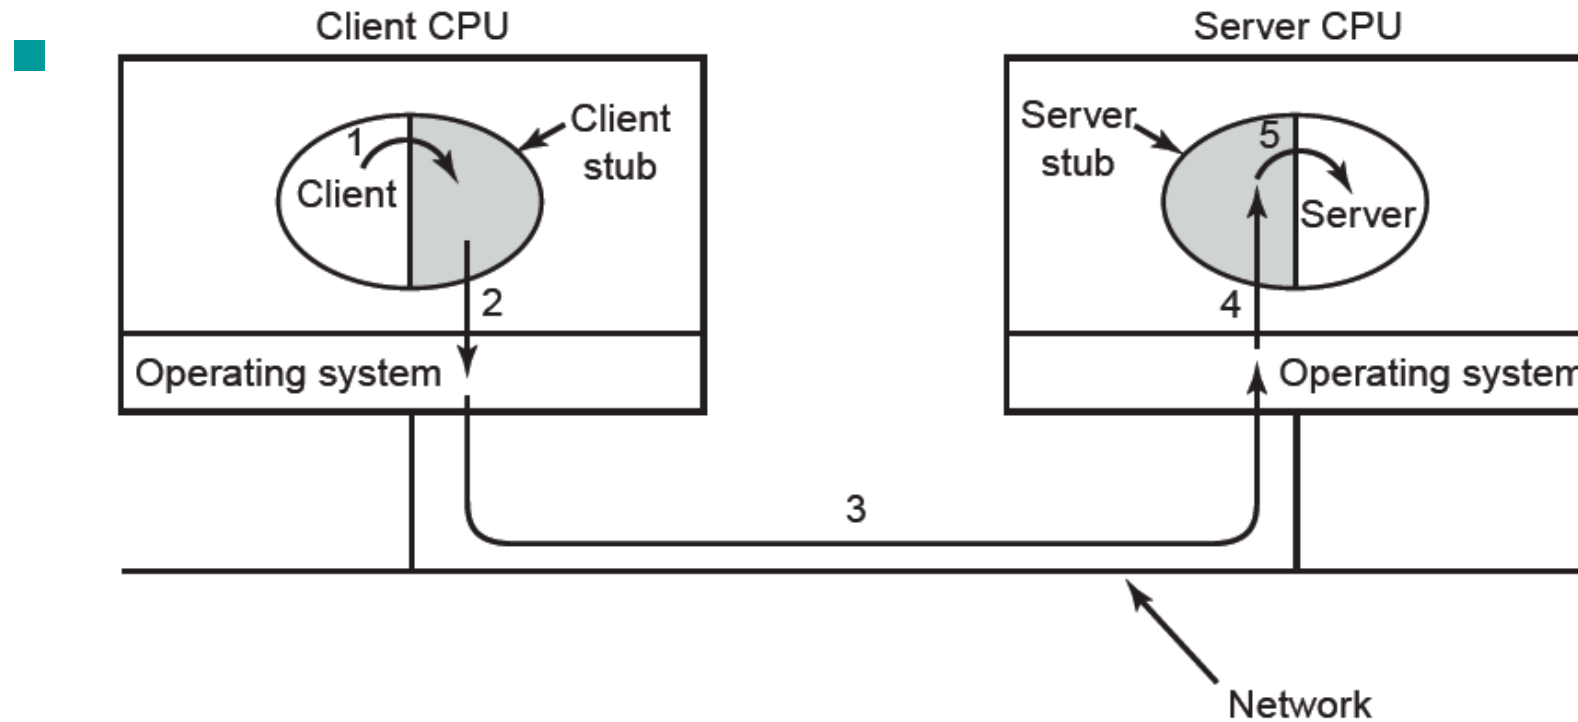 Client CPU
Server CPU
Client
stub
1
Client
2
Operating system
Server
stub
5
Server
4
Operating system
3
Network